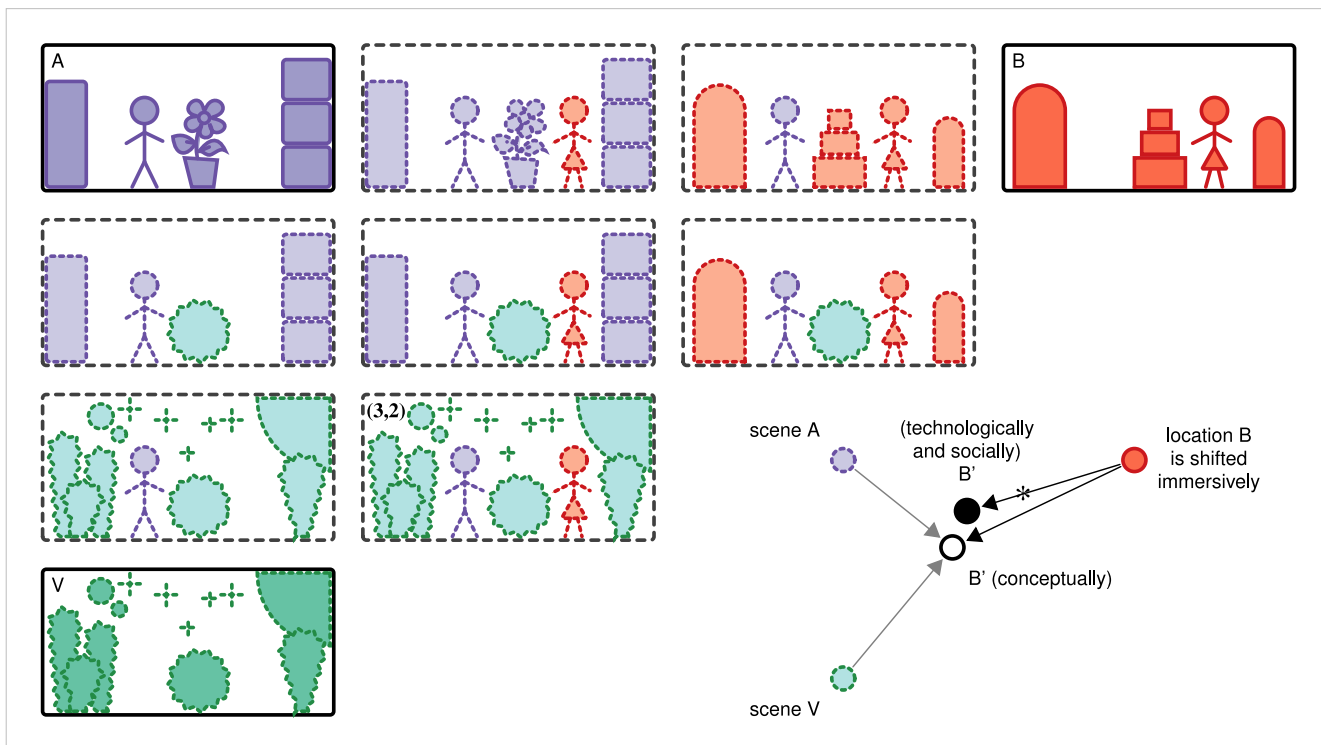 A
B
(3,2)
V
scene A
(technologically
and socially)
B'
*
location B
is shifted
immersively
B' (conceptually)
scene V